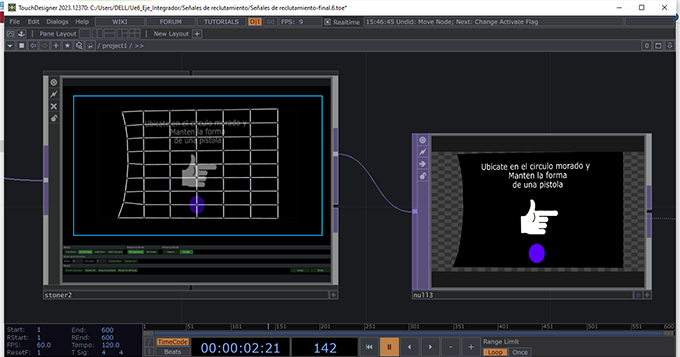 TouchDesigner 2023.12370: C:/Users/DELL/Ue6_Eje_Integrador/Señales de reclutamiento/Señales de reclutamiento-final.6.toe*
File Edit Dialogs Help WIKI FORUM TUTORIALS OII 60 FPS: 9 Realtime 15:46:45 Undo: Move Node; Next: Change Activate Flag
Pane Layout New Layout +
/ project1 / >>
Ubicate en el circulo morado y
Manten la forma
de una pistola
stoner2
Ubicate en el circulo morado y
Manten la forma
de una pistola
null3
Start: 1 End: 600
RStart: 1 REnd: 600
FPS: 60.0 Tempo: 120.0
ResetF: 1 T Sig: 4 4
1 51 101 151 201 251 301 351 401 451 501 551 600
TimeCode
Beats
00:00:02:21
142
Range Limit
Loop Once